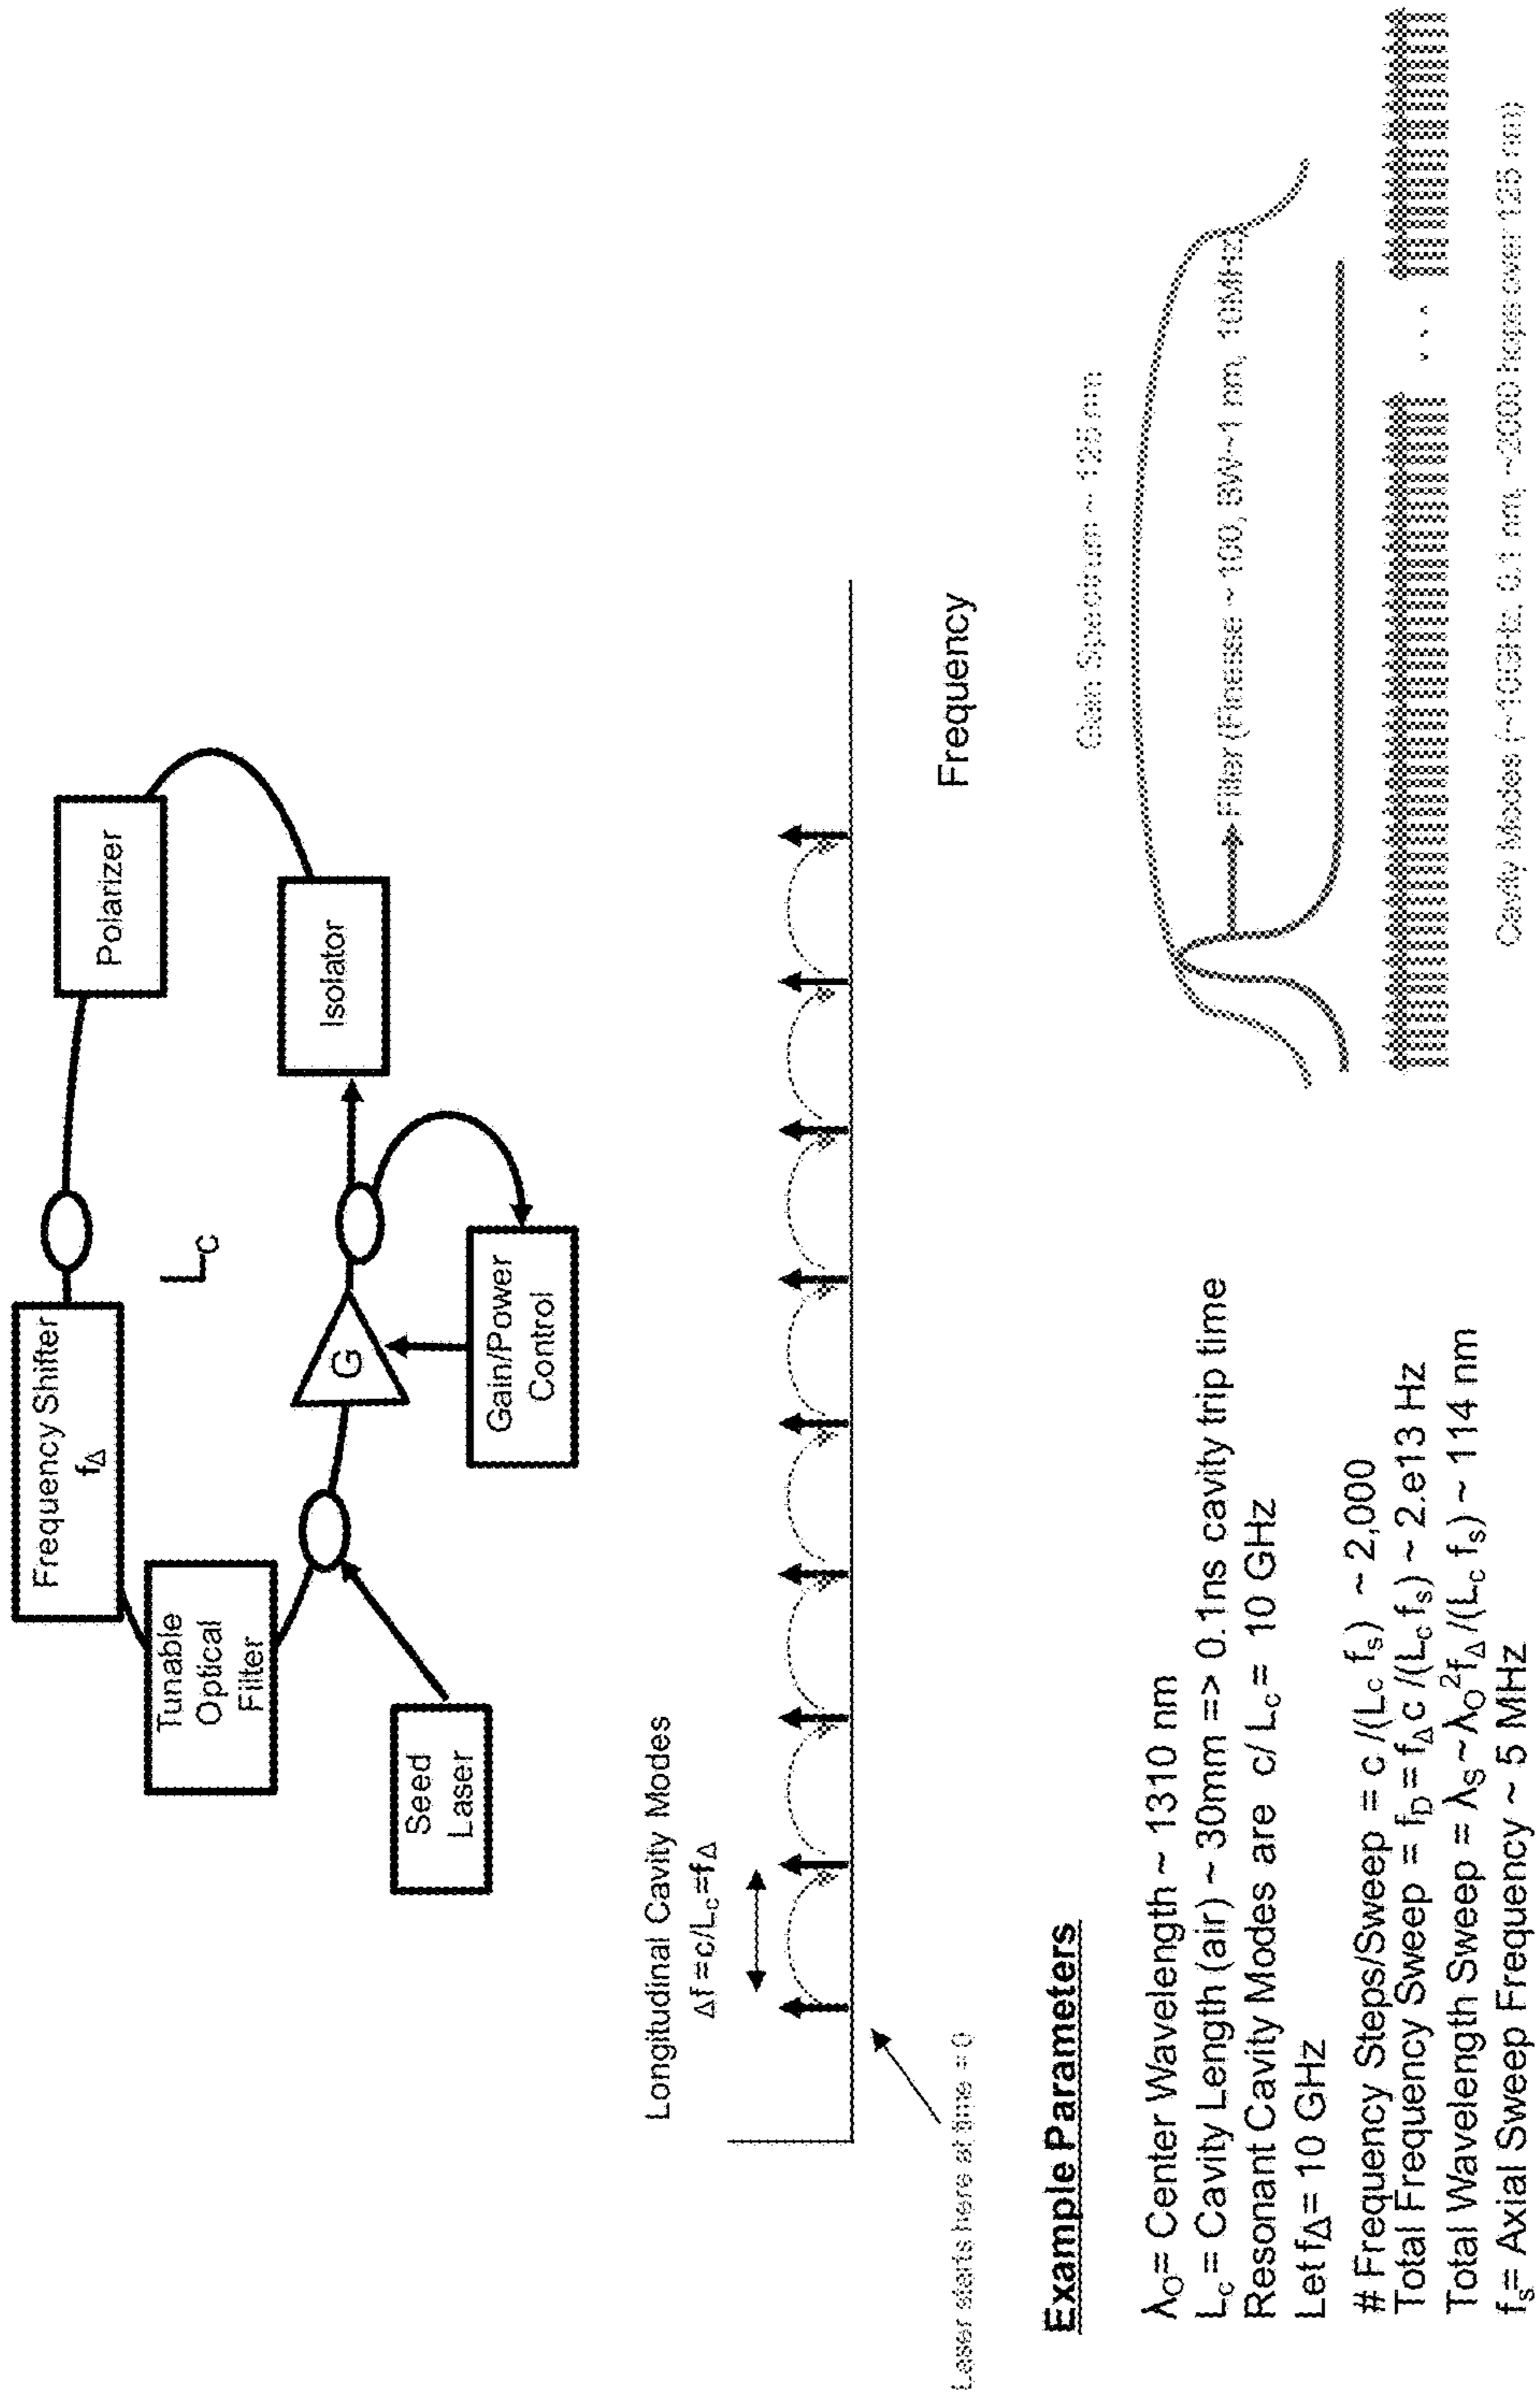 Frequency Shifter
fΔ
Tunable
Optical
Filter
Seed
Laser
G
Gain/Power
Control
Isolator
Polarizer
Lc
Longitudinal Cavity Modes
Δf =c/Lc=fΔ
Laser starts here at time = 0
Frequency
Example Parameters
λO= Center Wavelength ~ 1310 nm
Lc = Cavity Length (air) ~ 30mm => 0.1ns cavity trip time
Resonant Cavity Modes are c/ Lc = 10 GHz
Let fΔ= 10 GHz
# Frequency Steps/Sweep = c /(Lc fs) ~ 2,000
Total Frequency Sweep = fD = fΔ c /(Lc fs) ~ 2.e13 Hz
Total Wavelength Sweep = λS ~ λO² fΔ /(Lc fs) ~ 114 nm
fs= Axial Sweep Frequency ~ 5 MHz
Gain Spectrum ~ 125 nm
Filter (Finesse ~ 100, BW~1 nm, 10MHz)
. . .
Cavity Modes (~10GHz, 0.1 nm, ~2000 hops over 125 nm)